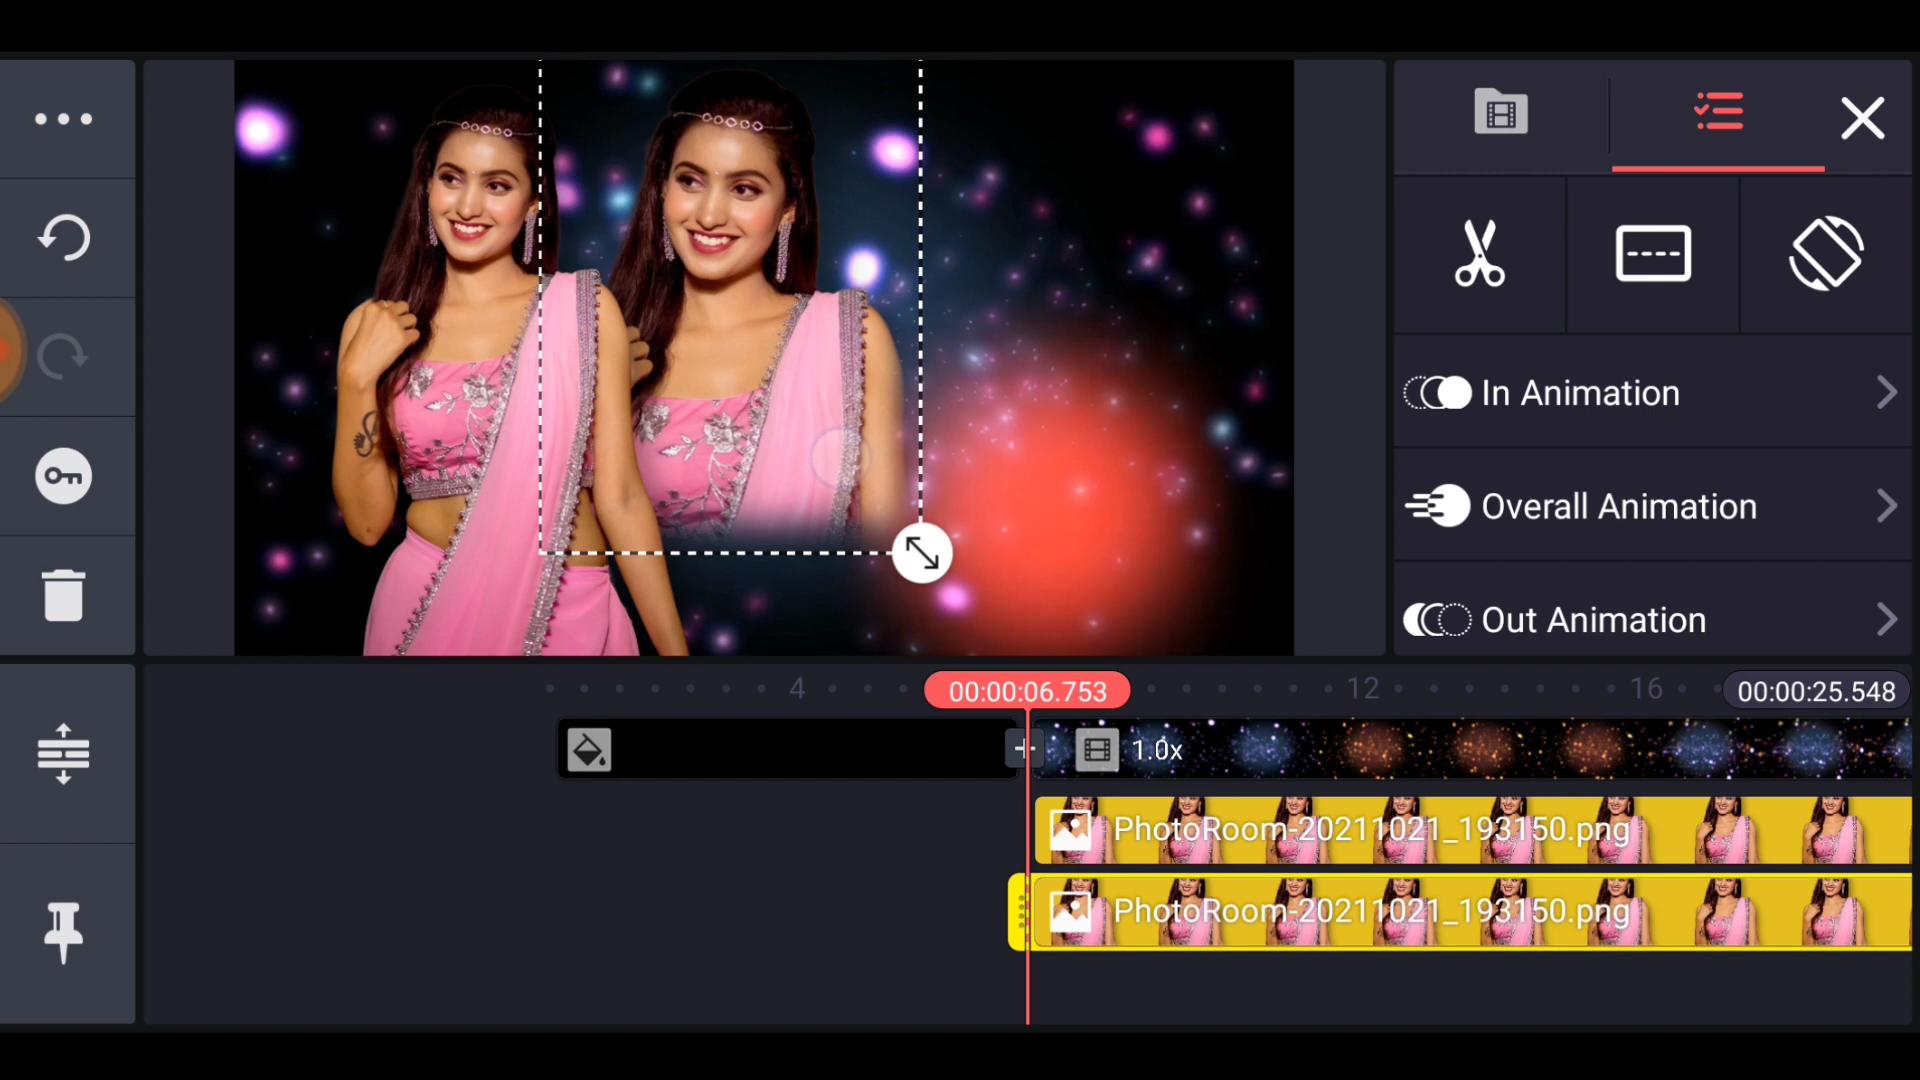 In Animation
Overall Animation
Out Animation
4
00:00:06.753
12
16
00:00:25.548
1.0x
PhotoRoom-20211021_193150.png
PhotoRoom-20211021_193150.png